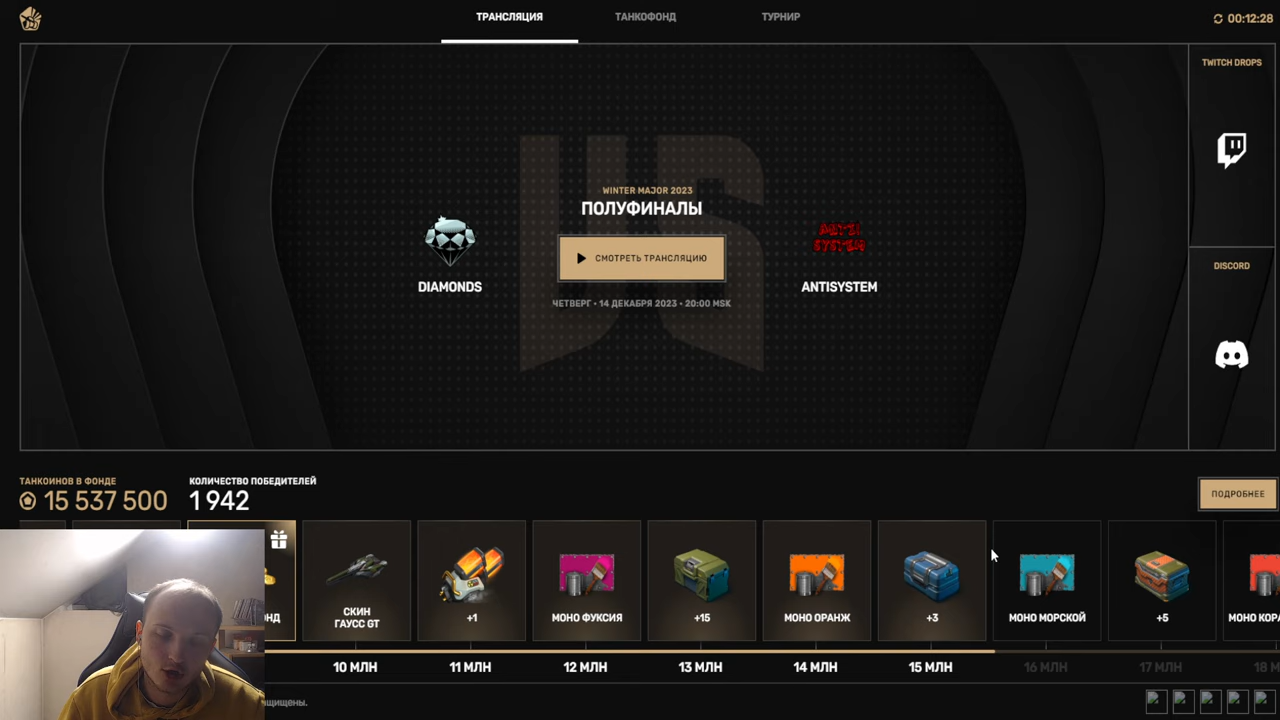 ТРАНСЛЯЦИЯ
ТАНКОФОНД
ТУРНИР
00:12:28
TWITCH DROPS
WINTER MAJOR 2023
ПОЛУФИНАЛЫ
СМОТРЕТЬ ТРАНСЛЯЦИЮ
DIAMONDS
ANTI SYSTEM
ANTISYSTEM
ЧЕТВЕРГ • 14 ДЕКАБРЯ 2023 • 20:00 MSK
DISCORD
ТАНКОИНОВ В ФОНДЕ
15 537 500
КОЛИЧЕСТВО ПОБЕДИТЕЛЕЙ
1 942
ПОДРОБНЕЕ
СКИН
ГАУСС GT
+1
МОНО ФУКСИЯ
+15
МОНО ОРАНЖ
+3
МОНО МОРСКОЙ
+5
10 МЛН
11 МЛН
12 МЛН
13 МЛН
14 МЛН
15 МЛН
16 МЛН
17 МЛН
18 М